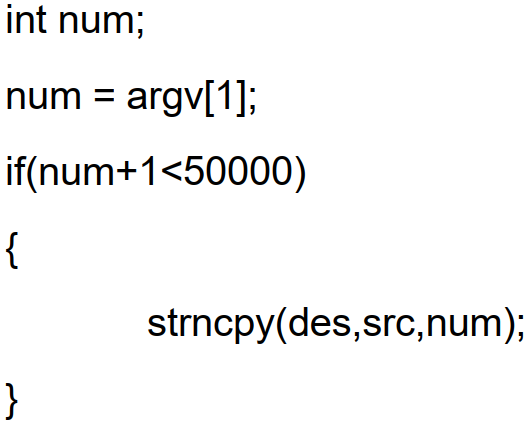 int num;
num = argv[1];
if(num+1<50000)
{
strncpy(des,src,num);
}